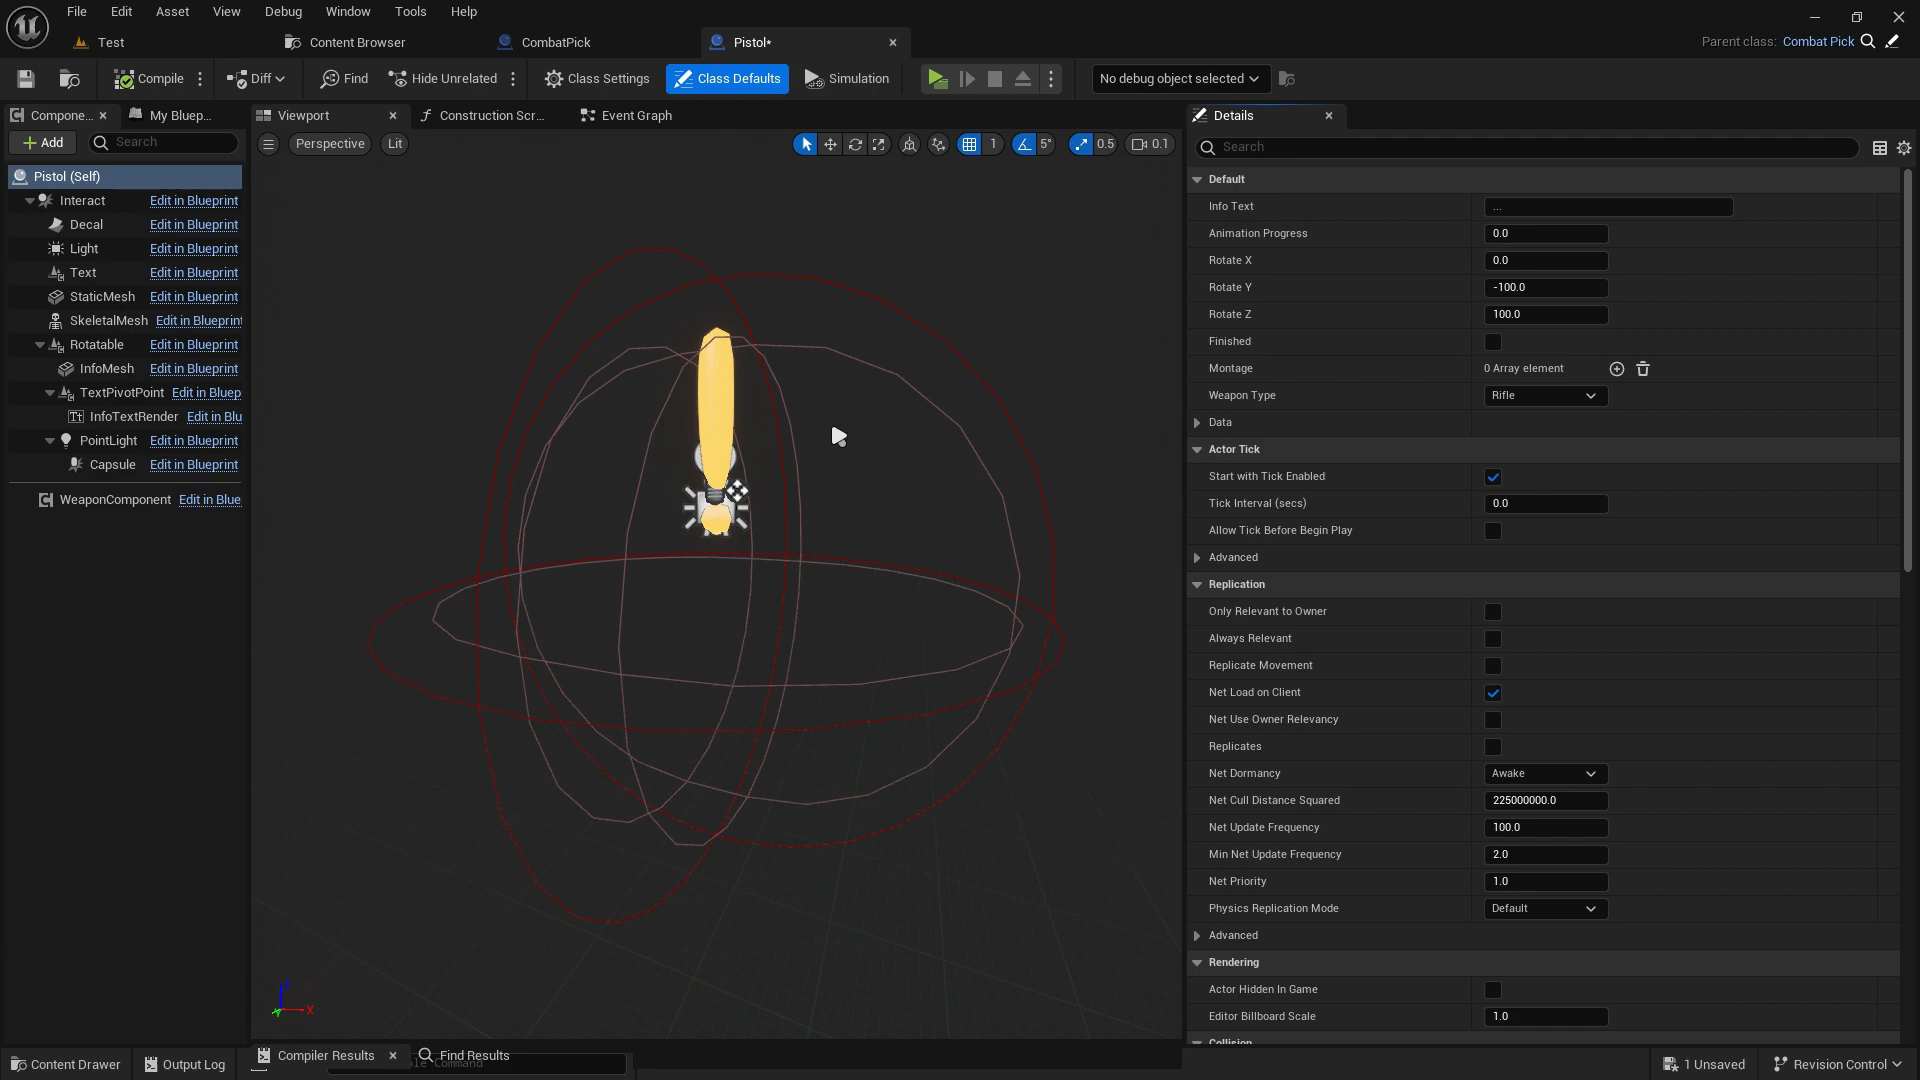 File Edit Asset View Debug Window Tools Help
Test Content Browser CombatPick Pistol*
Parent class: Combat Pick
Compile Diff Find Hide Unrelated Class Settings Class Defaults Simulation No debug object selected
Compone... My Bluep... Viewport Construction Scr... Event Graph Details
Add Search
Perspective Lit 1 5° 0.5 0.1
Search
Pistol (Self)
Interact Edit in Blueprint
Decal Edit in Blueprint
Light Edit in Blueprint
Text Edit in Blueprint
StaticMesh Edit in Blueprint
SkeletalMesh Edit in Blueprint
Rotatable Edit in Blueprint
InfoMesh Edit in Blueprint
TextPivotPoint Edit in Bluep
InfoTextRender Edit in Blu
PointLight Edit in Blueprint
Capsule Edit in Blueprint
WeaponComponent Edit in Blue
Z
X
Y
Default
Info Text ...
Animation Progress 0.0
Rotate X 0.0
Rotate Y -100.0
Rotate Z 100.0
Finished
Montage 0 Array element
Weapon Type Rifle
Data
Actor Tick
Start with Tick Enabled
Tick Interval (secs) 0.0
Allow Tick Before Begin Play
Advanced
Replication
Only Relevant to Owner
Always Relevant
Replicate Movement
Net Load on Client
Net Use Owner Relevancy
Replicates
Net Dormancy Awake
Net Cull Distance Squared 225000000.0
Net Update Frequency 100.0
Min Net Update Frequency 2.0
Net Priority 1.0
Physics Replication Mode Default
Advanced
Rendering
Actor Hidden In Game
Editor Billboard Scale 1.0
Collision
Compiler Results Find Results
Content Drawer Output Log Command 1 Unsaved Revision Control